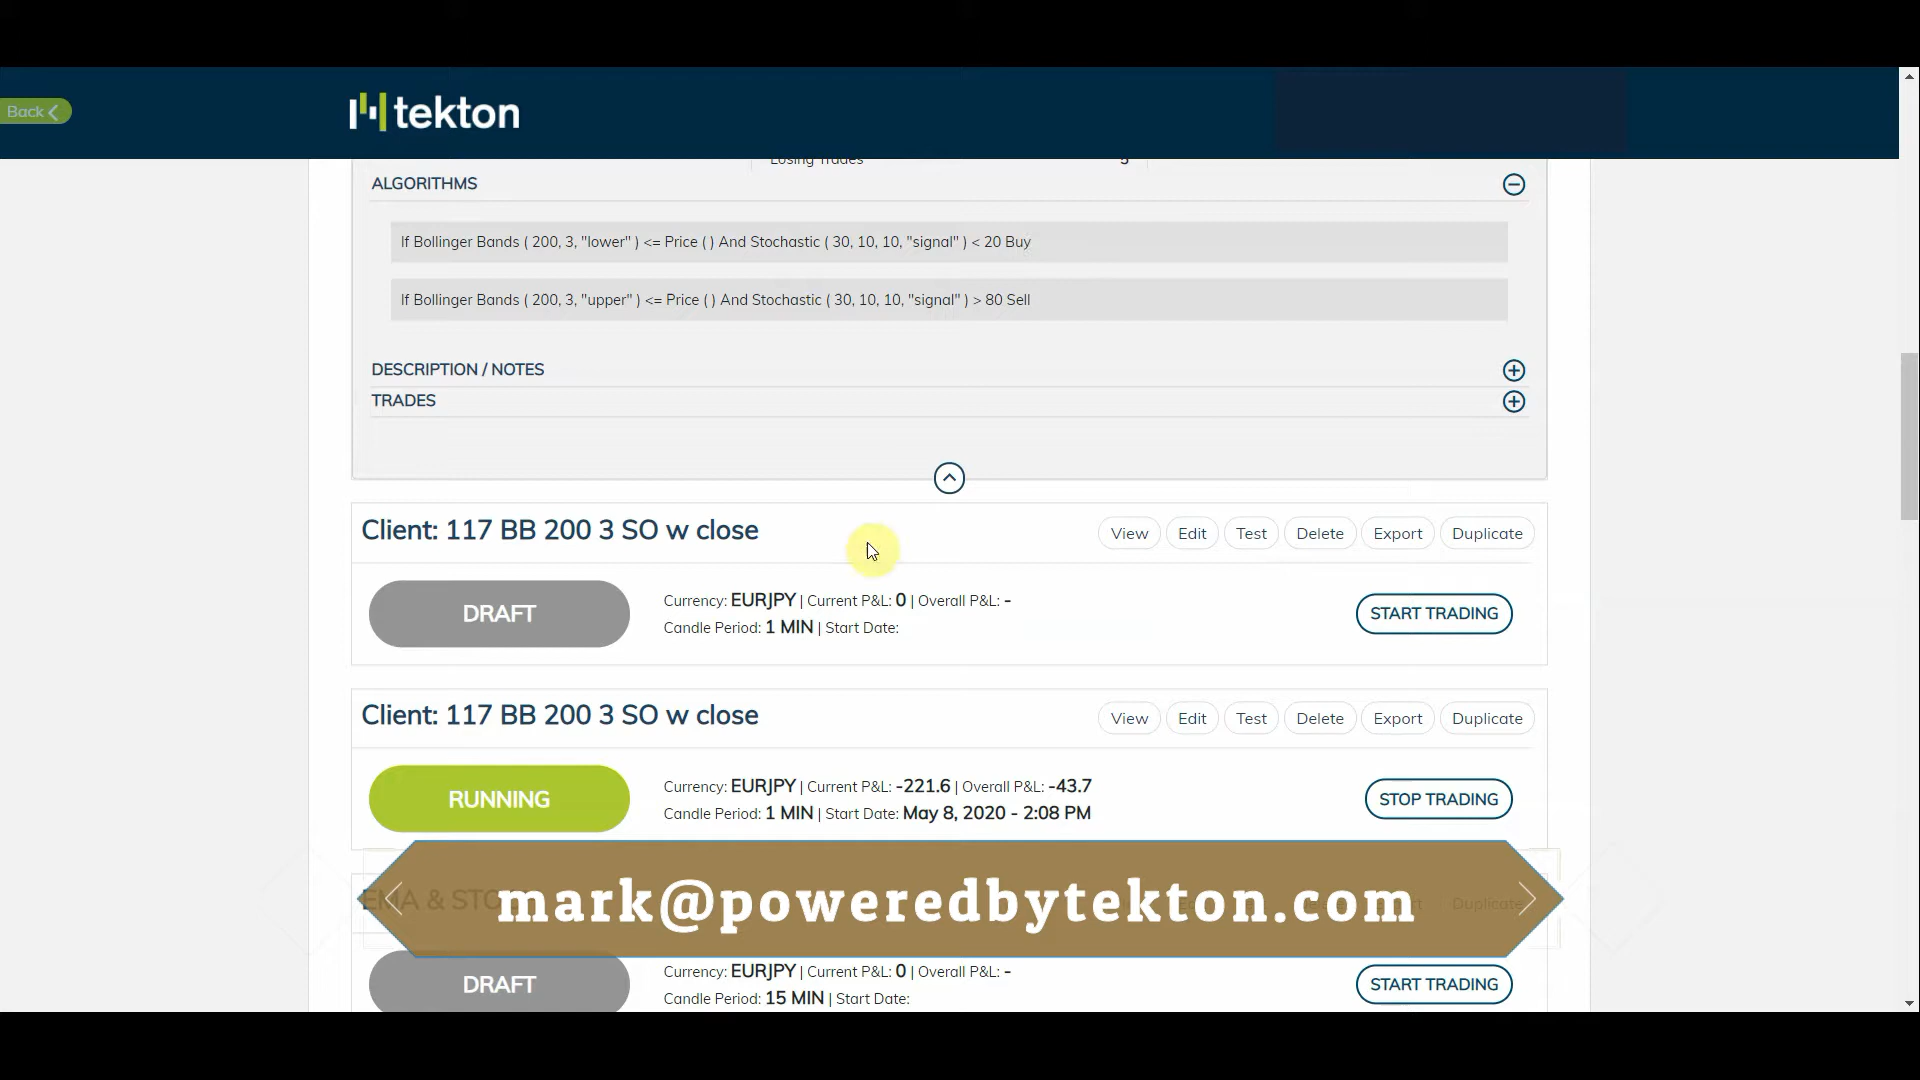 Back
tekton
Losing Trades 5
ALGORITHMS
If Bollinger Bands ( 200, 3, "lower" ) <= Price ( ) And Stochastic ( 30, 10, 10, "signal" ) < 20 Buy
If Bollinger Bands ( 200, 3, "upper" ) <= Price ( ) And Stochastic ( 30, 10, 10, "signal" ) > 80 Sell
DESCRIPTION / NOTES
TRADES
Client: 117 BB 200 3 SO w close View Edit Test Delete Export Duplicate
DRAFT
Currency: EURJPY | Current P&L: 0 | Overall P&L: -
Candle Period: 1 MIN | Start Date:
START TRADING
Client: 117 BB 200 3 SO w close View Edit Test Delete Export Duplicate
RUNNING
Currency: EURJPY | Current P&L: -221.6 | Overall P&L: -43.7
Candle Period: 1 MIN | Start Date: May 8, 2020 - 2:08 PM
STOP TRADING
EMA & Duplicate
mark@poweredbytekton.com
DRAFT
Currency: EURJPY | Current P&L: 0 | Overall P&L: -
Candle Period: 15 MIN | Start Date:
START TRADING